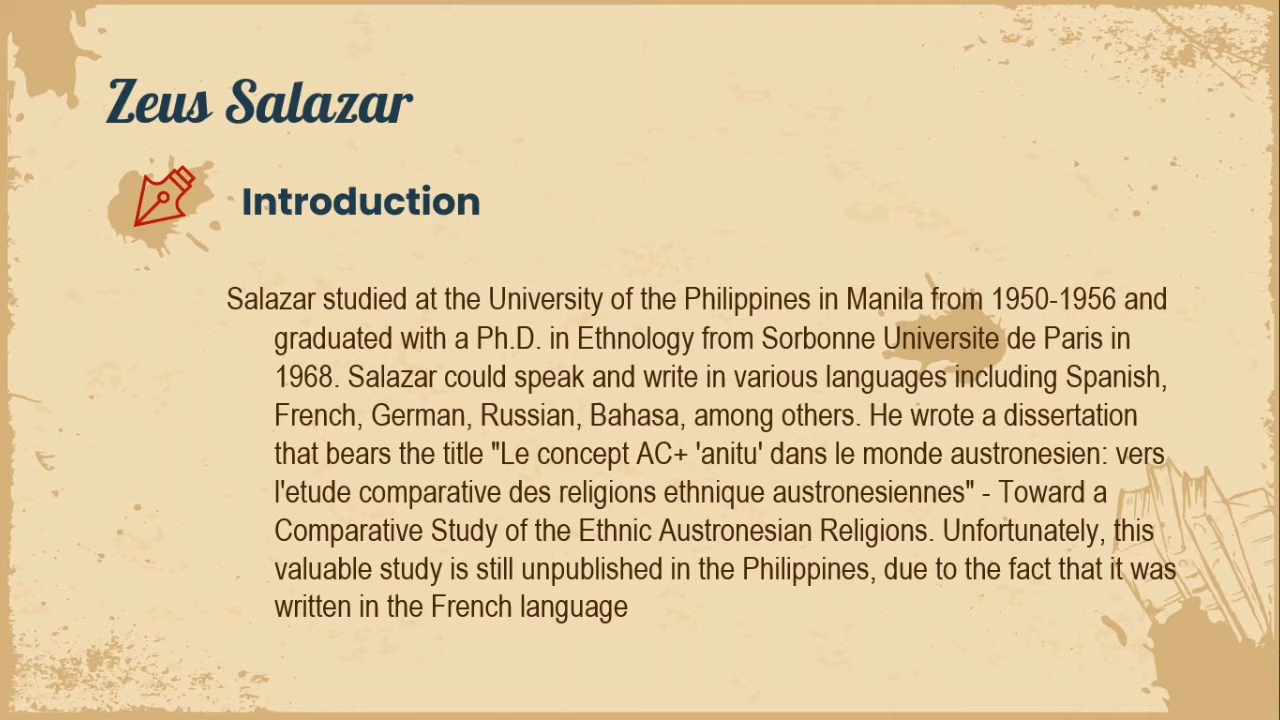 Zeus Salazar
Introduction
Salazar studied at the University of the Philippines in Manila from 1950-1956 and
graduated with a Ph.D. in Ethnology from Sorbonne Universite de Paris in
1968. Salazar could speak and write in various languages including Spanish,
French, German, Russian, Bahasa, among others. He wrote a dissertation
that bears the title "Le concept AC+ 'anitu' dans le monde austronesien: vers
l'etude comparative des religions ethnique austronesiennes" - Toward a
Comparative Study of the Ethnic Austronesian Religions. Unfortunately, this
valuable study is still unpublished in the Philippines, due to the fact that it was
written in the French language